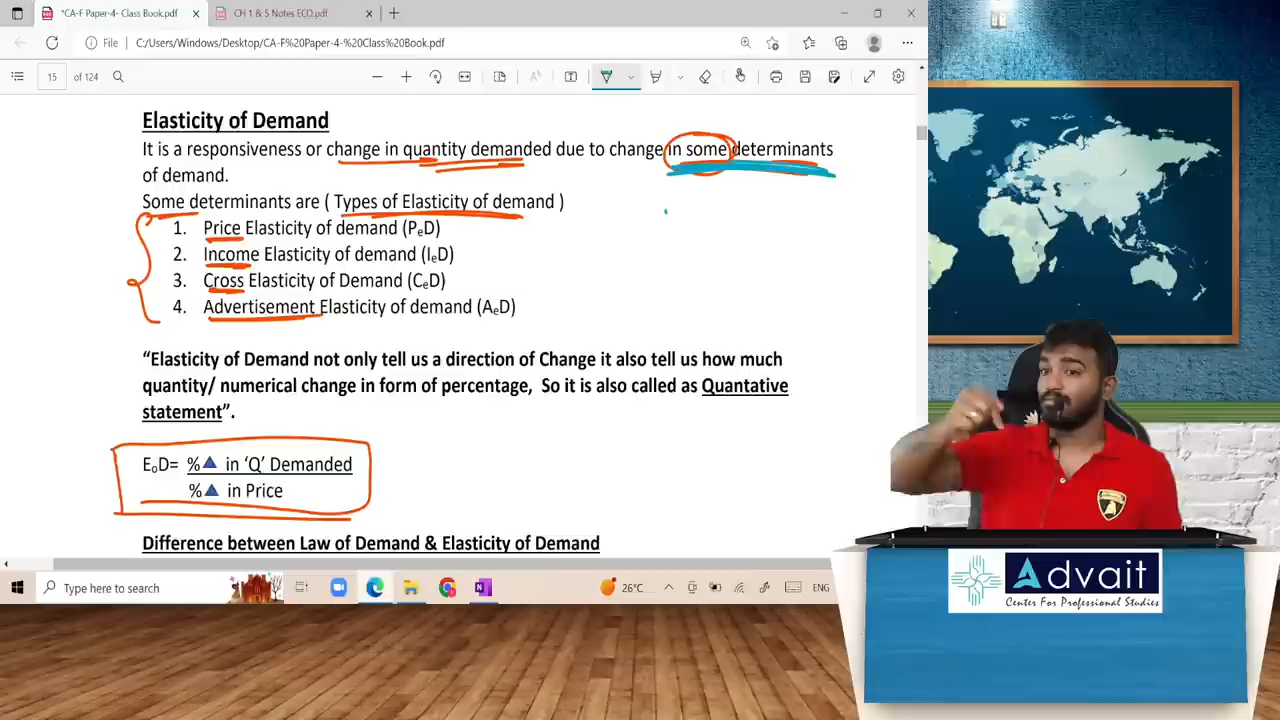 *CA-F Paper-4- Class Book.pdf
CH 1 & 5 Notes ECO.pdf
File
C:/Windows/Desktop/CA-F%20Paper-4-%20Class%20Book.pdf
15 of 124
Elasticity of Demand
It is a responsiveness or change in quantity demanded due to change in some determinants
of demand.
Some determinants are ( Types of Elasticity of demand )
1. Price Elasticity of demand (PeD)
2. Income Elasticity of demand (IeD)
3. Cross Elasticity of Demand (CeD)
4. Advertisement Elasticity of demand (AeD)
“Elasticity of Demand not only tell us a direction of Change it also tell us how much
quantity/ numerical change in form of percentage, So it is also called as Quantative
statement”.
EoD= %▲ in ‘Q’ Demanded
%▲ in Price
Difference between Law of Demand & Elasticity of Demand
Type here to search
26°C
ENG
Advait
Center For Professional Studies